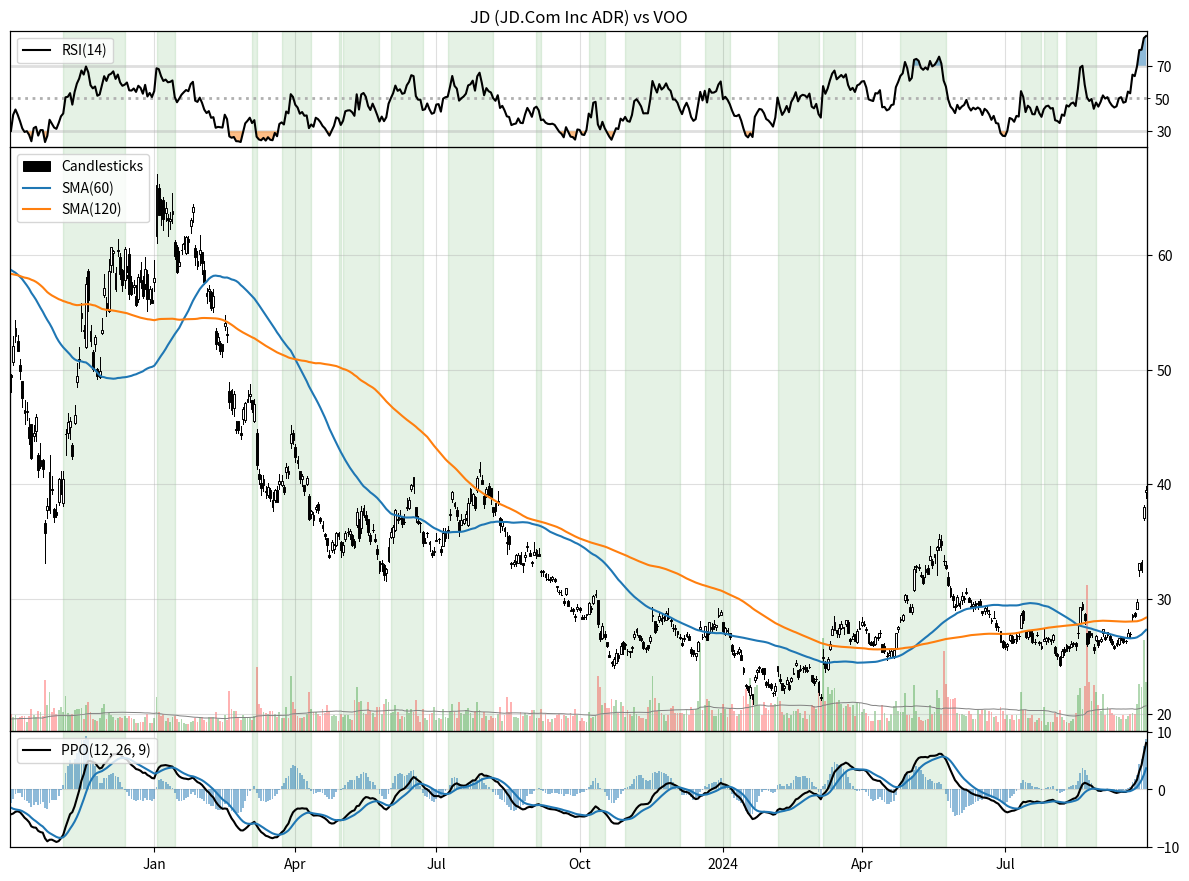 JD (JD.Com Inc ADR) vs VOO
RSI(14)
70
50
30
Candlesticks
SMA(60)
SMA(120)
60
50
40
30
20
PPO(12, 26, 9)
10
0
−10
Jan Apr Jul Oct 2024 Apr Jul